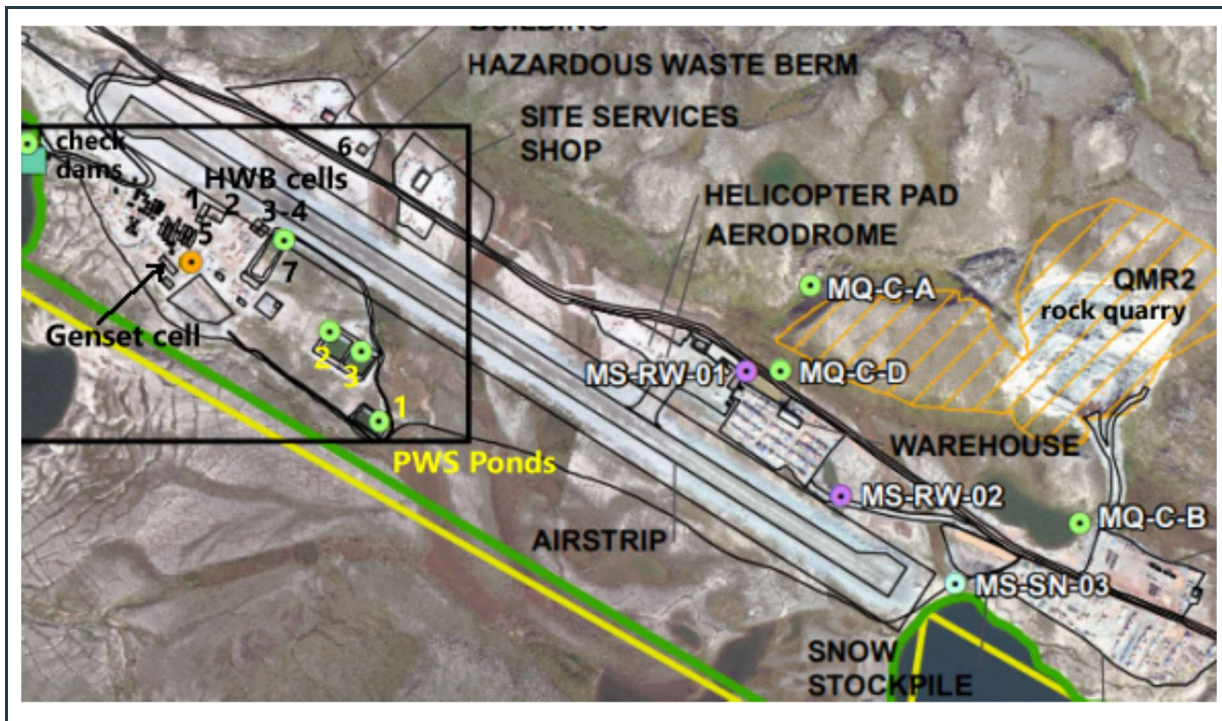 BUILDING
HAZARDOUS WASTE BERM
SITE SERVICES
SHOP
check
dams
6
HWB cells
1
2
3-4
5
7
Genset cell
HELICOPTER PAD
AERODROME
MQ-C-A
QMR2
rock quarry
MS-RW-01
MQ-C-D
2
3
1
PWS Ponds
WAREHOUSE
MS-RW-02
AIRSTRIP
MQ-C-B
MS-SN-03
SNOW
STOCKPILE